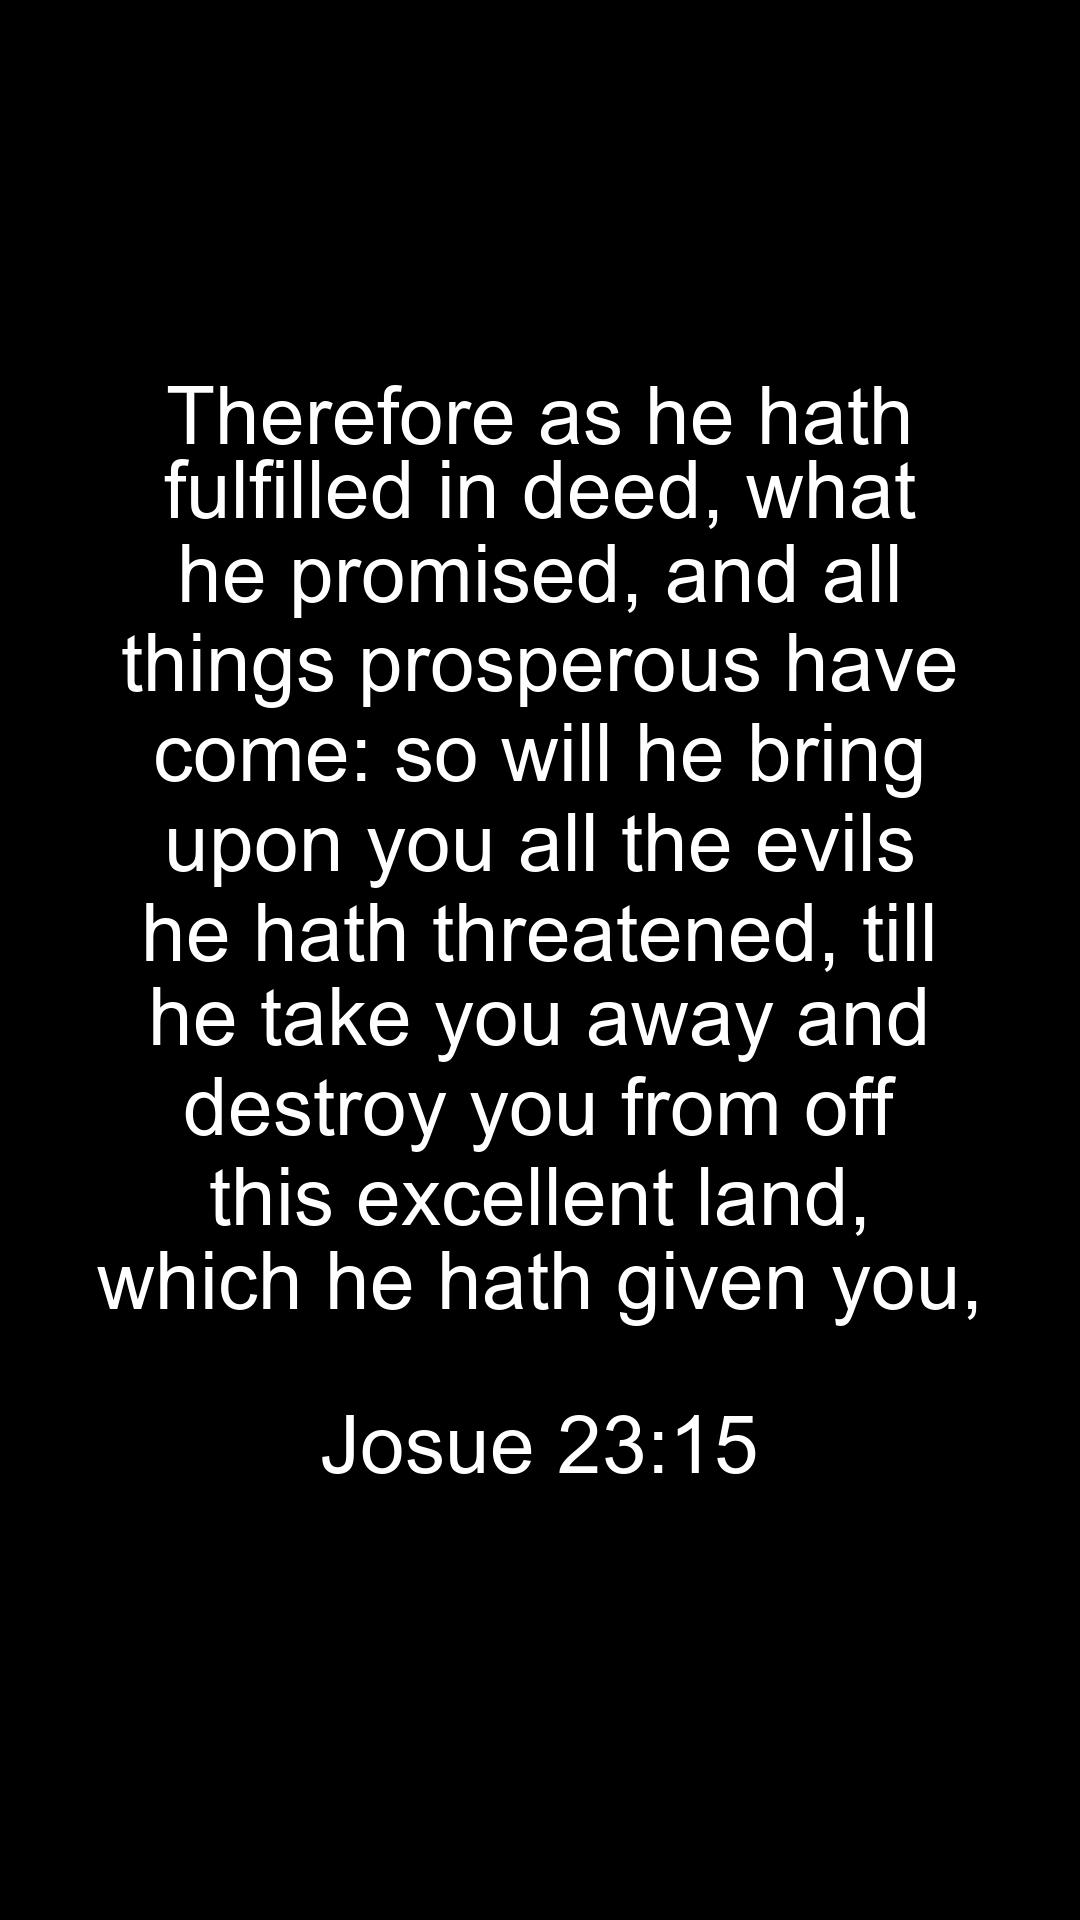 Therefore as he hath
fulfilled in deed, what
he promised, and all
things prosperous have
come: so will he bring
upon you all the evils
he hath threatened, till
he take you away and
destroy you from off
this excellent land,
which he hath given you,
Josue 23:15